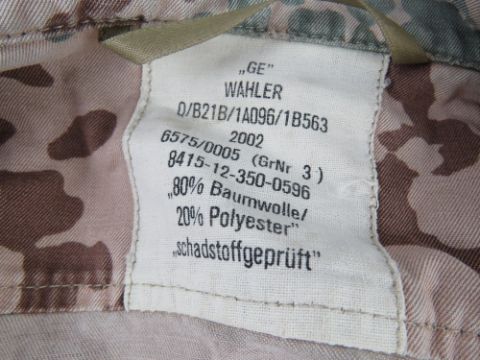 „GE"
WAHLER
0/B21B/1A096/1B563
2002
6575/0005 (GrNr 3)
8415-12-350-0596
„80% Baumwolle/
20% Polyester"
„schadstoffgeprüft"